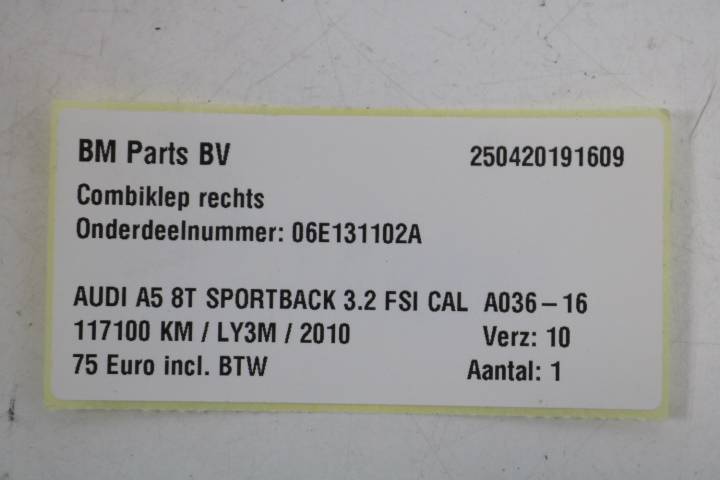 BM Parts BV 250420191609
Combiklep rechts
Onderdeelnummer: 06E131102A
AUDI A5 8T SPORTBACK 3.2 FSI CAL A036-16
117100 KM / LY3M / 2010 Verz: 10
75 Euro incl. BTW Aantal: 1